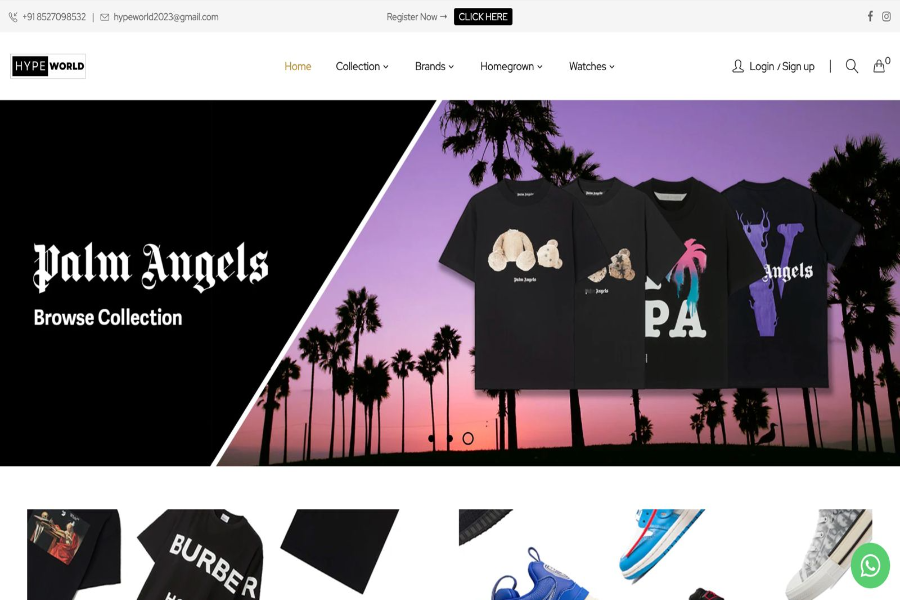 +91 8527098532 | hypeworld2023@gmail.com
Register Now → CLICK HERE
HYPE WORLD
Home
Collection
Brands
Homegrown
Watches
Login / Sign up
0
Palm Angels
Browse Collection
Palm Angels
PA
Angels
BURBER